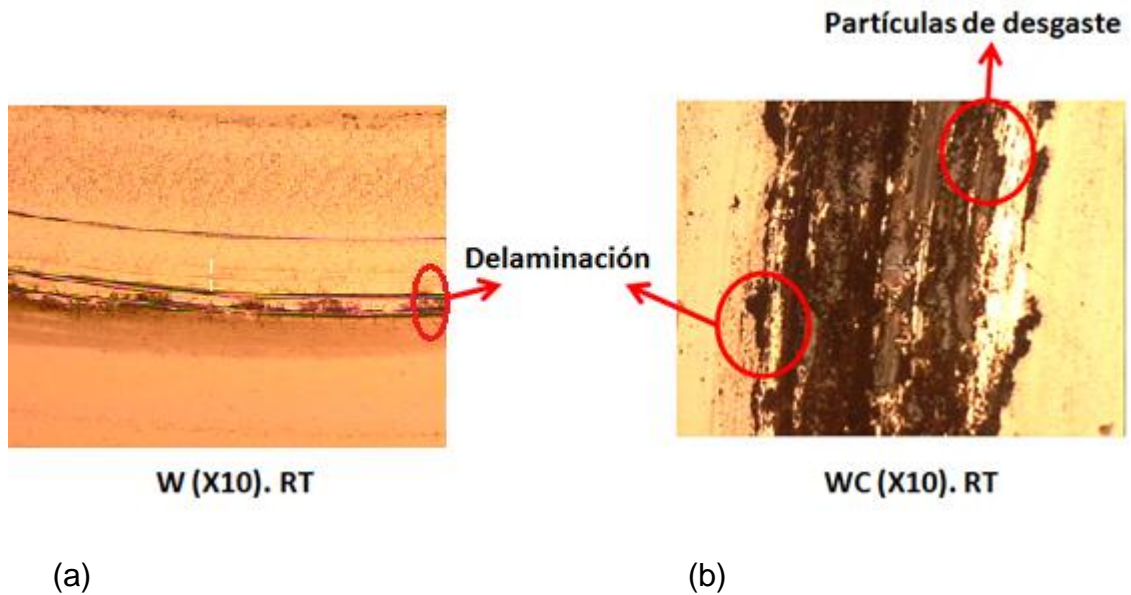 Partículas de desgaste
Delaminación
W (X10). RT
WC (X10). RT
(a)
(b)